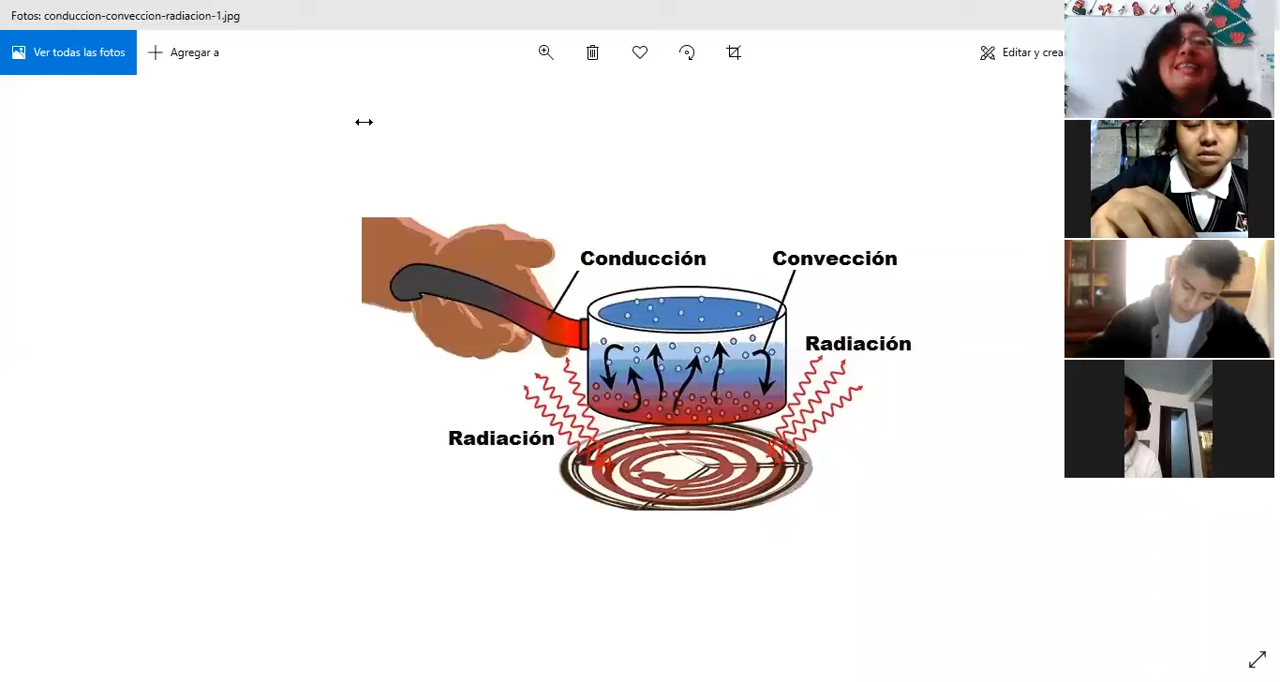 Fotos: conduccion-conveccion-radiacion-1.jpg
Ver todas las fotos
Agregar a
Editar y crea
Conducción
Convección
Radiación
Radiación